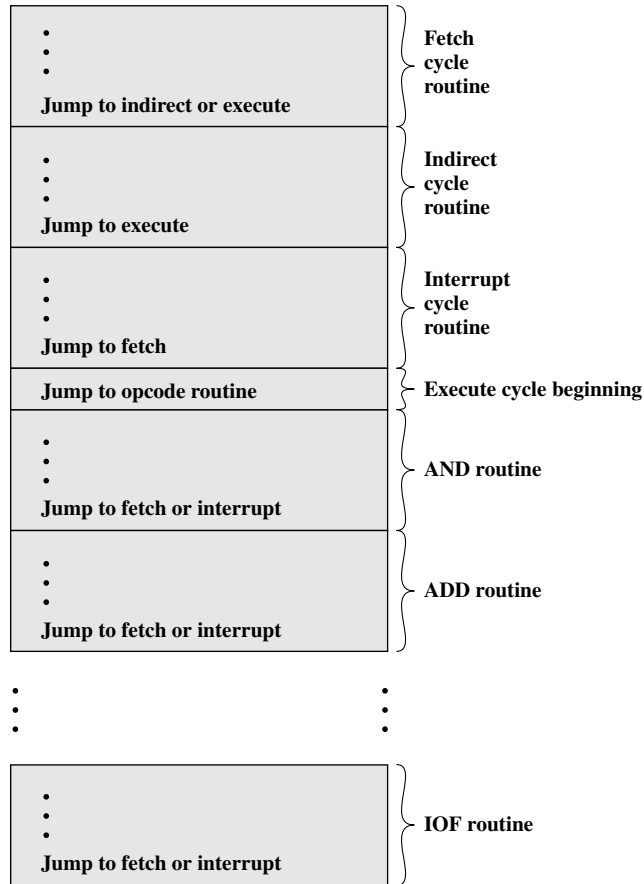 Fetch
cycle
routine
Jump to indirect or execute
Indirect
cycle
routine
Jump to execute
Interrupt
cycle
routine
Jump to fetch
Jump to opcode routine
Execute cycle beginning
AND routine
Jump to fetch or interrupt
ADD routine
Jump to fetch or interrupt
IOF routine
Jump to fetch or interrupt